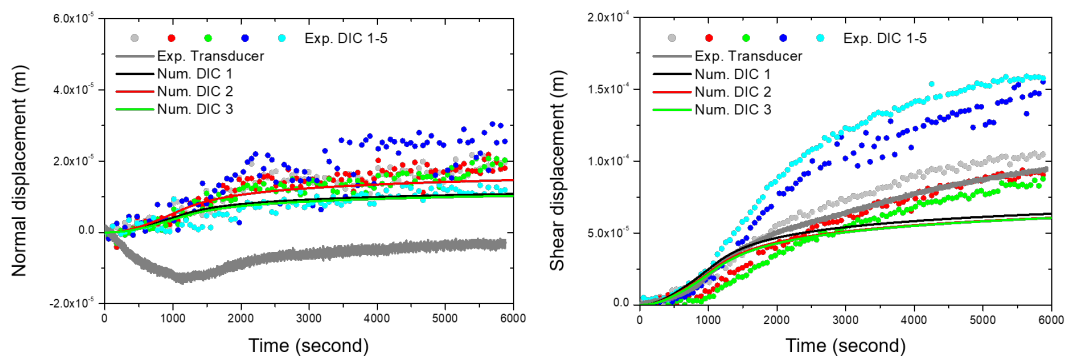 6.0x10⁻⁵
4.0x10⁻⁵
2.0x10⁻⁵
0.0
-2.0x10⁻⁵
Normal displacement (m)
Exp. DIC 1-5
Exp. Transducer
Num. DIC 1
Num. DIC 2
Num. DIC 3
0 1000 2000 3000 4000 5000 6000
Time (second)
2.0x10⁻⁴
1.5x10⁻⁴
1.0x10⁻⁴
5.0x10⁻⁵
0.0
Shear displacement (m)
Exp. DIC 1-5
Exp. Transducer
Num. DIC 1
Num. DIC 2
Num. DIC 3
0 1000 2000 3000 4000 5000 6000
Time (second)